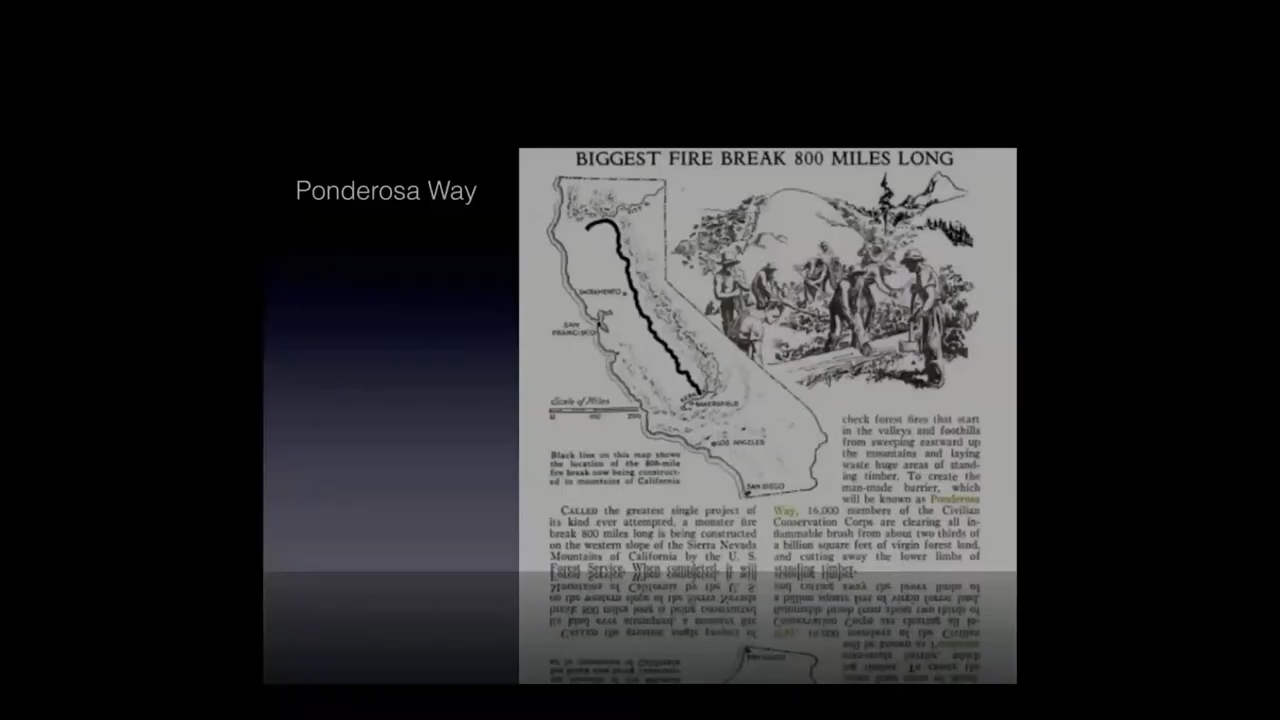 Ponderosa Way
BIGGEST FIRE BREAK 800 MILES LONG
SACRAMENTO
SAN
FRANCISCO
KERN
BAKERSFIELD
Scale of Miles
0 100 200
LOS ANGELES
SAN DIEGO
Black line on this map shows
the location of the 800-mile
fire break now being construct-
ed in mountains of California
CALLED the greatest single project of
its kind ever attempted, a monster fire
break 800 miles long is being constructed
on the western slope of the Sierra Nevada
Mountains of California by the U. S.
Forest Service. When completed, it will
check forest fires that start
in the valleys and foothills
from sweeping eastward up
the mountains and laying
waste huge areas of stand-
ing timber. To create the
man-made barrier, which
will be known as Ponderosa
Way, 16,000 members of the Civilian
Conservation Corps are clearing all in-
flammable brush from about two thirds of
a billion square feet of virgin forest land,
and cutting away the lower limbs of
standing timber.